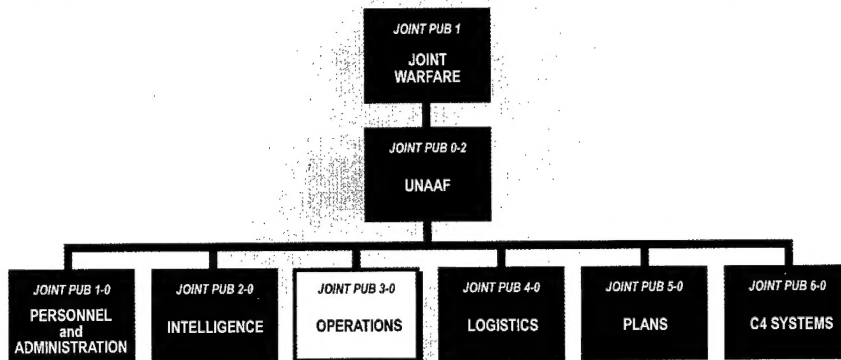 JOINT PUB 1
JOINT
WARFARE
JOINT PUB 0-2
UNAAF
JOINT PUB 1-0
PERSONNEL
and
ADMINISTRATION
JOINT PUB 2-0
INTELLIGENCE
JOINT PUB 3-0
OPERATIONS
JOINT PUB 4-0
LOGISTICS
JOINT PUB 5-0
PLANS
JOINT PUB 6-0
C4 SYSTEMS